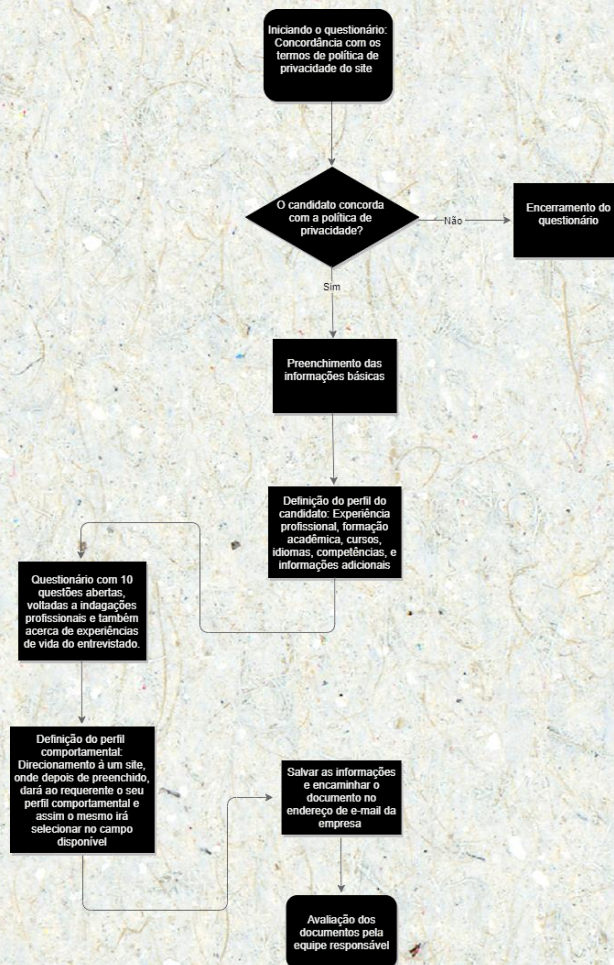 Iniciando o questionário:
Concordância com os
termos de política de
privacidade do site
O candidato concorda
com a política de
privacidade?
Não
Encerramento do
questionário
Sim
Preenchimento das
informações básicas
Definição do perfil do
candidato: Experiência
profissional, formação
acadêmica, cursos,
idiomas, competências, e
informações adicionais
Questionário com 10
questões abertas,
voltadas a indagações
profissionais e também
acerca de experiências
de vida do entrevistado.
Definição do perfil
comportamental:
Direcionamento à um site,
onde depois de preenchido,
dará ao requerente o seu
perfil comportamental e
assim o mesmo irá
selecionar no campo
disponível
Salvar as informações
e encaminhar o
documento no
endereço de e-mail da
empresa
Avaliação dos
documentos pela
equipe responsável